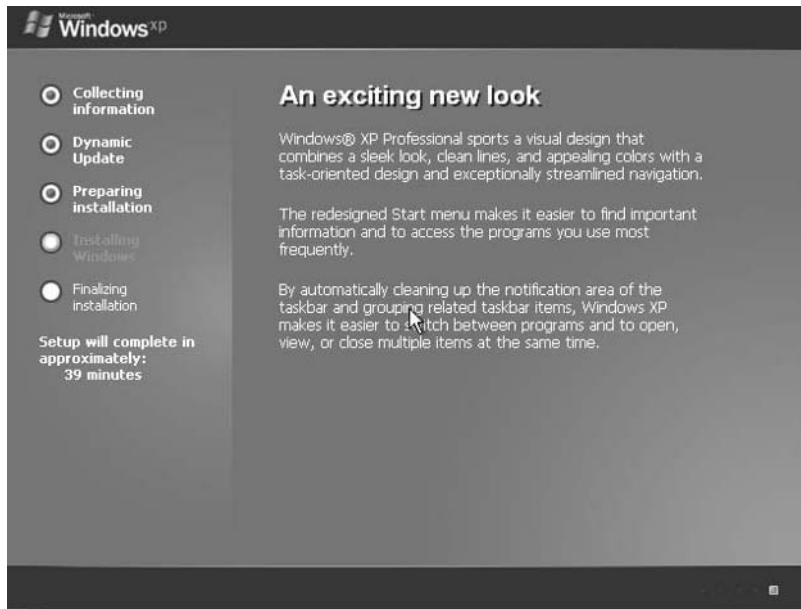 Microsoft
Windows xp
Collecting
information
Dynamic
Update
Preparing
installation
Installing
Windows
Finalizing
installation
Setup will complete in
approximately:
39 minutes
An exciting new look
Windows® XP Professional sports a visual design that
combines a sleek look, clean lines, and appealing colors with a
task-oriented design and exceptionally streamlined navigation.
The redesigned Start menu makes it easier to find important
information and to access the programs you use most
frequently.
By automatically cleaning up the notification area of the
taskbar and grouping related taskbar items, Windows XP
makes it easier to switch between programs and to open,
view, or close multiple items at the same time.